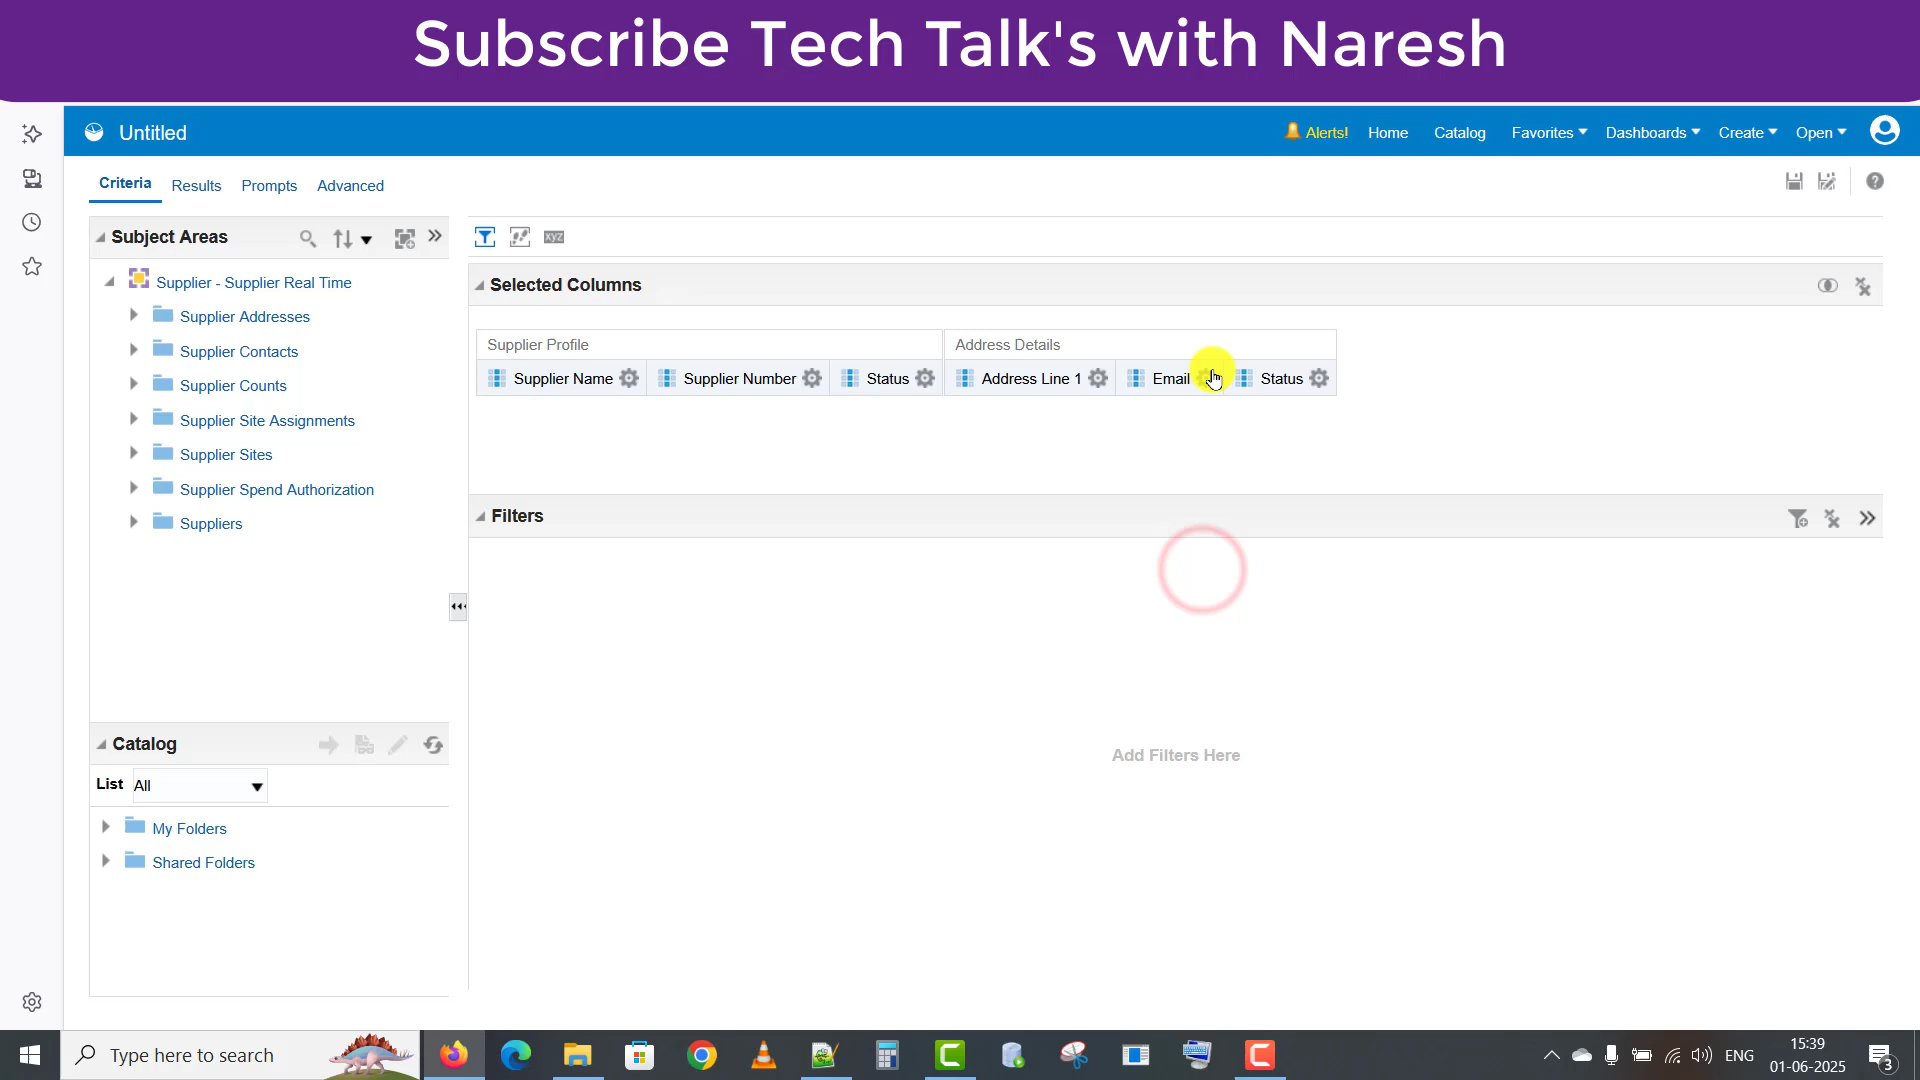 Subscribe Tech Talk's with Naresh
Untitled
Alerts! Home Catalog Favorites Dashboards Create Open
Criteria Results Prompts Advanced
Subject Areas
Supplier - Supplier Real Time
Supplier Addresses
Supplier Contacts
Supplier Counts
Supplier Site Assignments
Supplier Sites
Supplier Spend Authorization
Suppliers
Catalog
List All
My Folders
Shared Folders
xyz
Selected Columns
Supplier Profile Address Details
Supplier Name Supplier Number Status Address Line 1 Email Status
Filters
Add Filters Here
Type here to search
ENG
15:39
01-06-2025
3